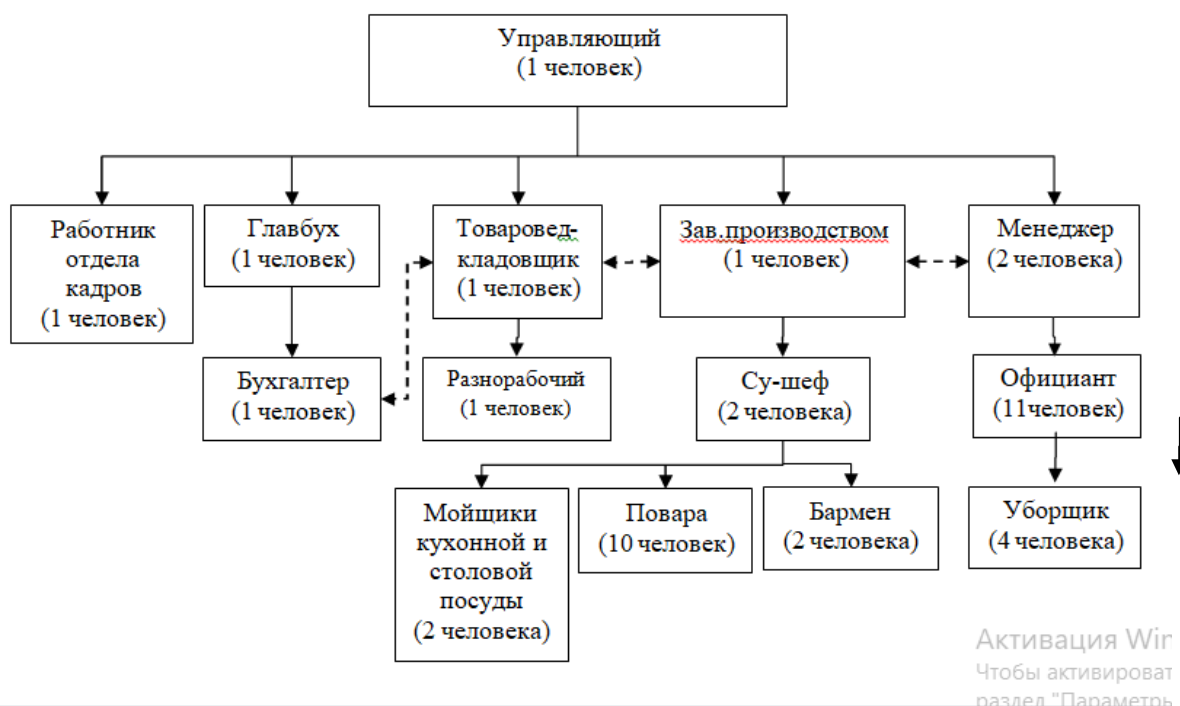 Управляющий
(1 человек)
Работник
отдела
кадров
(1 человек)
Главбух
(1 человек)
Товаровед-
кладовщик
(1 человек)
Зав.производством
(1 человек)
Менеджер
(2 человека)
Бухгалтер
(1 человек)
Разнорабочий
(1 человек)
Су-шеф
(2 человека)
Официант
(11человек)
Мойщики
кухонной и
столовой
посуды
(2 человека)
Повара
(10 человек)
Бармен
(2 человека)
Уборщик
(4 человека)
Активация Win
Чтобы активироват
раздел "Параметры